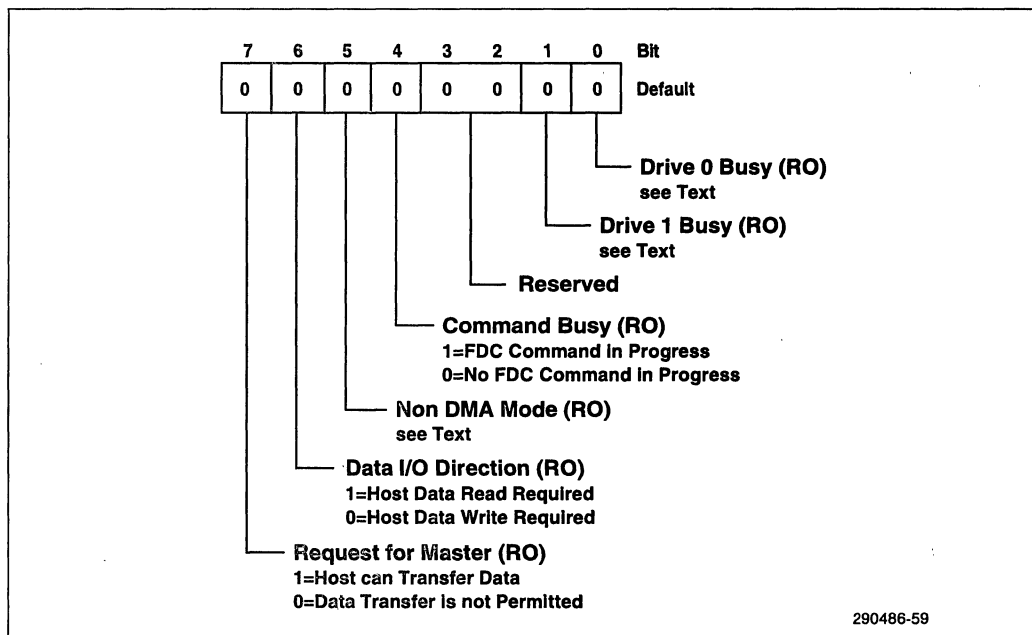 7 6 5 4 3 2 1 0 Bit
0 0 0 0 0 0 0 0 Default
Drive 0 Busy (RO)
see Text
Drive 1 Busy (RO)
see Text
Reserved
Command Busy (RO)
1=FDC Command in Progress
0=No FDC Command in Progress
Non DMA Mode (RO)
see Text
Data I/O Direction (RO)
1=Host Data Read Required
0=Host Data Write Required
Request for Master (RO)
1=Host can Transfer Data
0=Data Transfer is not Permitted
290486-59